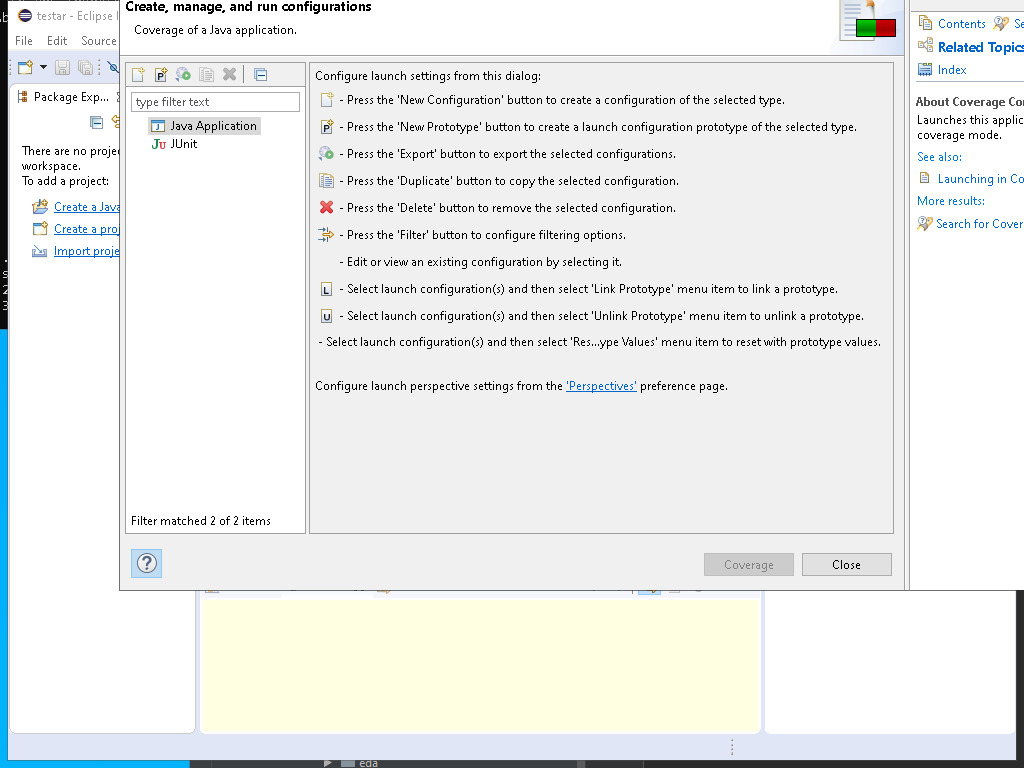 testar - Eclipse I
File Edit Source
Package Exp...
There are no proje
workspace.
To add a project:
Create a Java
Create a proj
Import proje
Create, manage, and run configurations
Coverage of a Java application.
type filter text
Java Application
JUnit
Filter matched 2 of 2 items
Configure launch settings from this dialog:
- Press the 'New Configuration' button to create a configuration of the selected type.
- Press the 'New Prototype' button to create a launch configuration prototype of the selected type.
- Press the 'Export' button to export the selected configurations.
- Press the 'Duplicate' button to copy the selected configuration.
- Press the 'Delete' button to remove the selected configuration.
- Press the 'Filter' button to configure filtering options.
- Edit or view an existing configuration by selecting it.
- Select launch configuration(s) and then select 'Link Prototype' menu item to link a prototype.
- Select launch configuration(s) and then select 'Unlink Prototype' menu item to unlink a prototype.
- Select launch configuration(s) and then select 'Res...ype Values' menu item to reset with prototype values.
Configure launch perspective settings from the 'Perspectives' preference page.
Coverage
Close
Contents Se
Related Topics
Index
About Coverage Co
Launches this applic
coverage mode.
See also:
Launching in Co
More results:
Search for Cover
eda